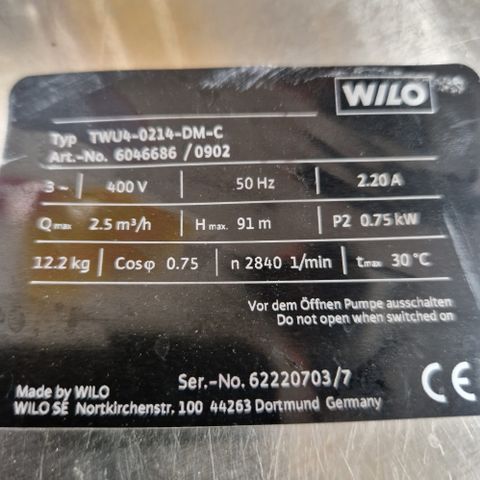 WILO
Typ TWU4-0214-DM-C
Art.-No. 6046686 / 0902
3~ 400 V 50 Hz 2.20 A
Qmax 2.5 m³/h H max. 91 m P2 0.75 kW
12.2 kg Cosφ 0.75 n 2840 1/min tmax 30 °C
Vor dem Öffnen Pumpe ausschalten
Do not open when switched on
Ser.-No. 62220703/7
CE
Made by WILO
WILO SE Nortkirchenstr. 100 44263 Dortmund Germany